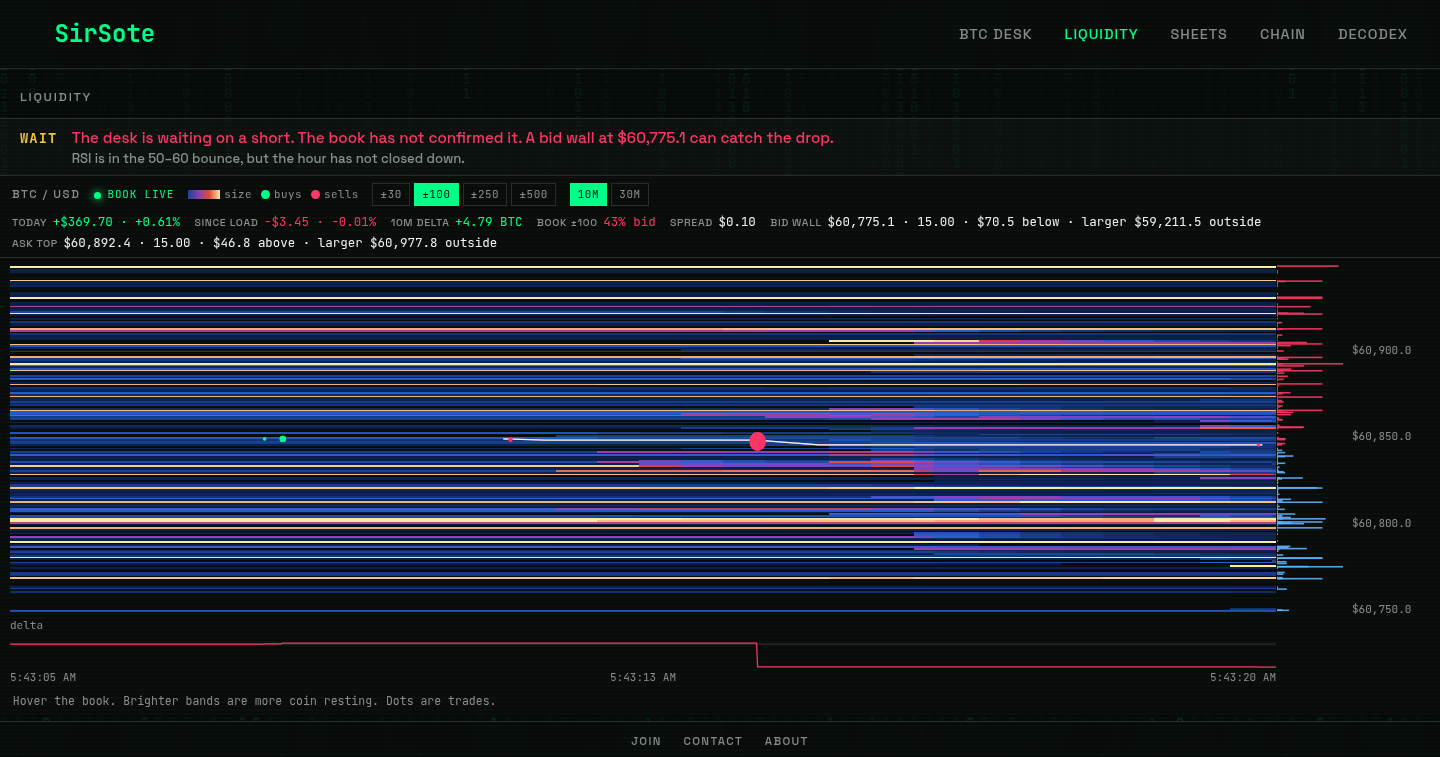 SirSote
BTC DESK LIQUIDITY SHEETS CHAIN DECODEX
LIQUIDITY
WAIT The desk is waiting on a short. The book has not confirmed it. A bid wall at $60,775.1 can catch the drop.
RSI is in the 50–60 bounce, but the hour has not closed down.
BTC / USD BOOK LIVE size buys sells ±30 ±100 ±250 ±500 10M 30M
TODAY +$369.70 · +0.61% SINCE LOAD -$3.45 · -0.01% 10M DELTA +4.79 BTC BOOK ±100 43% bid SPREAD $0.10 BID WALL $60,775.1 · 15.00 · $70.5 below · larger $59,211.5 outside
ASK TOP $60,892.4 · 15.00 · $46.8 above · larger $60,977.8 outside
$60,900.0
$60,850.0
$60,800.0
$60,750.0
delta
5:43:05 AM 5:43:13 AM 5:43:20 AM
Hover the book. Brighter bands are more coin resting. Dots are trades.
JOIN CONTACT ABOUT